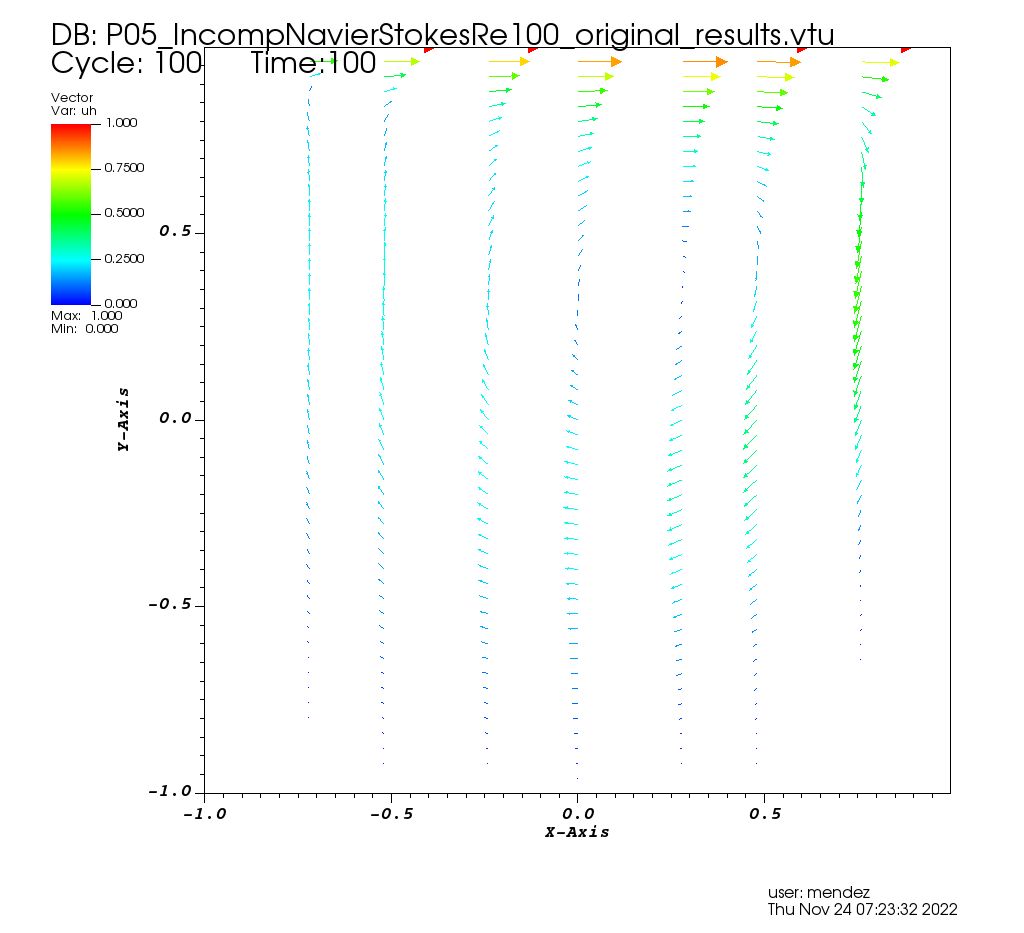 DB: P05_IncompNavierStokesRe100_original_results.vtu
Cycle: 100 Time:100
Vector
Var: uh
1.000
0.7500
0.5000
0.2500
0.000
Max: 1.000
Min: 0.000
0.5
0.0
-0.5
-1.0
Y-Axis
-1.0 -0.5 0.0 0.5
X-Axis
user: mendez
Thu Nov 24 07:23:32 2022